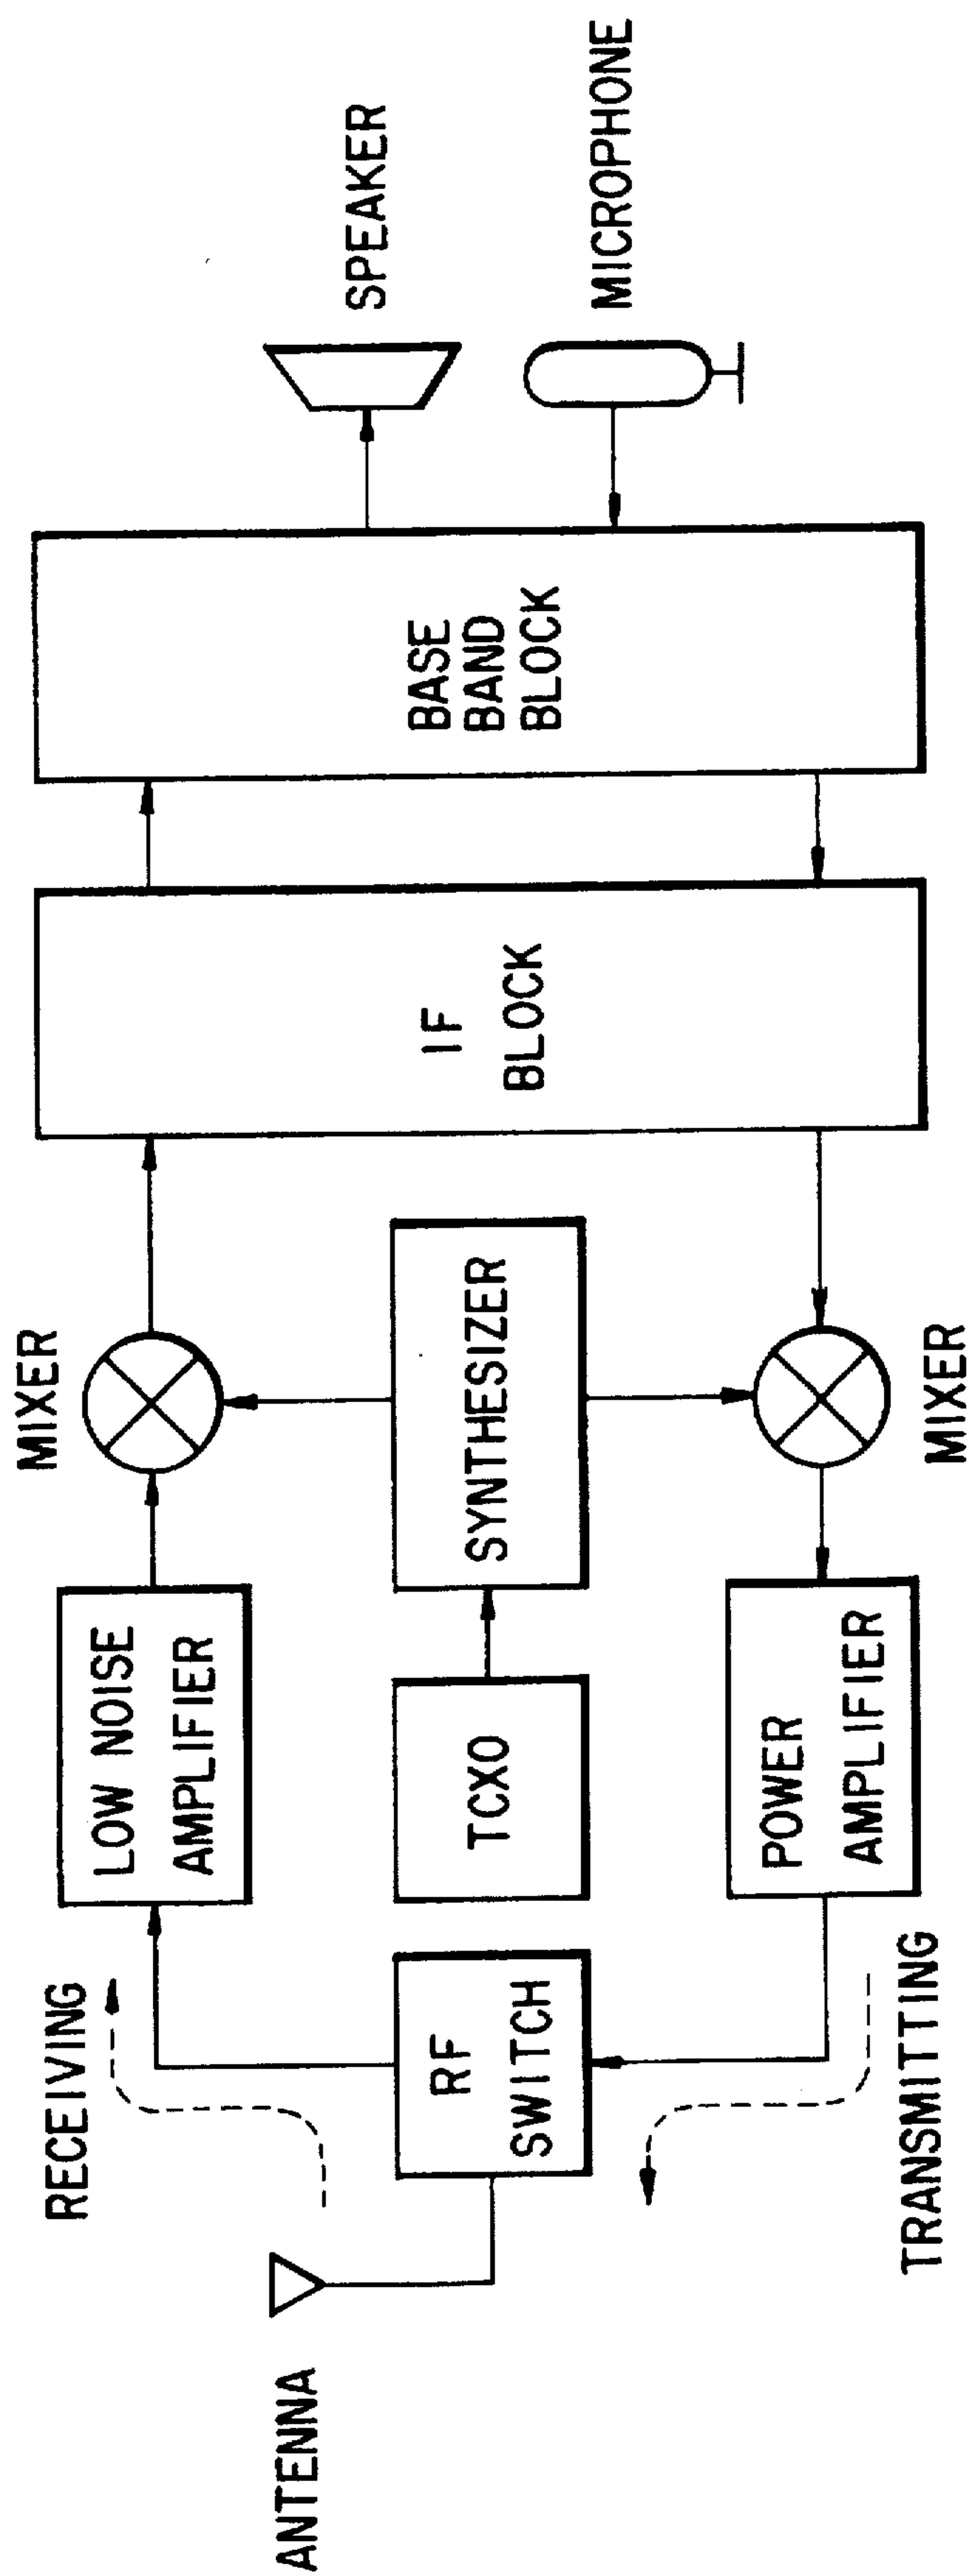 ANTENNA
RECEIVING
TRANSMITTING
RF
SWITCH
LOW NOISE
AMPLIFIER
TCXO
POWER
AMPLIFIER
MIXER
SYNTHESIZER
MIXER
IF
BLOCK
BASE
BAND
BLOCK
SPEAKER
MICROPHONE